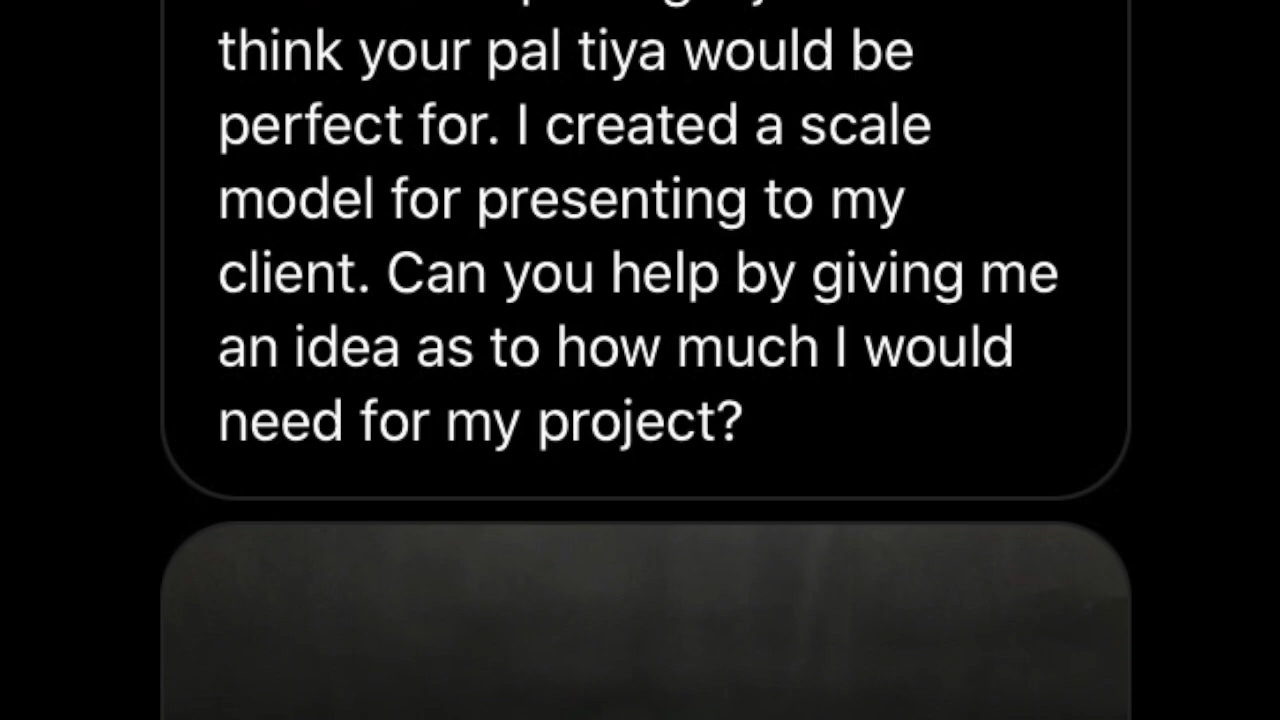 think your pal tiya would be
perfect for. I created a scale
model for presenting to my
client. Can you help by giving me
an idea as to how much I would
need for my project?